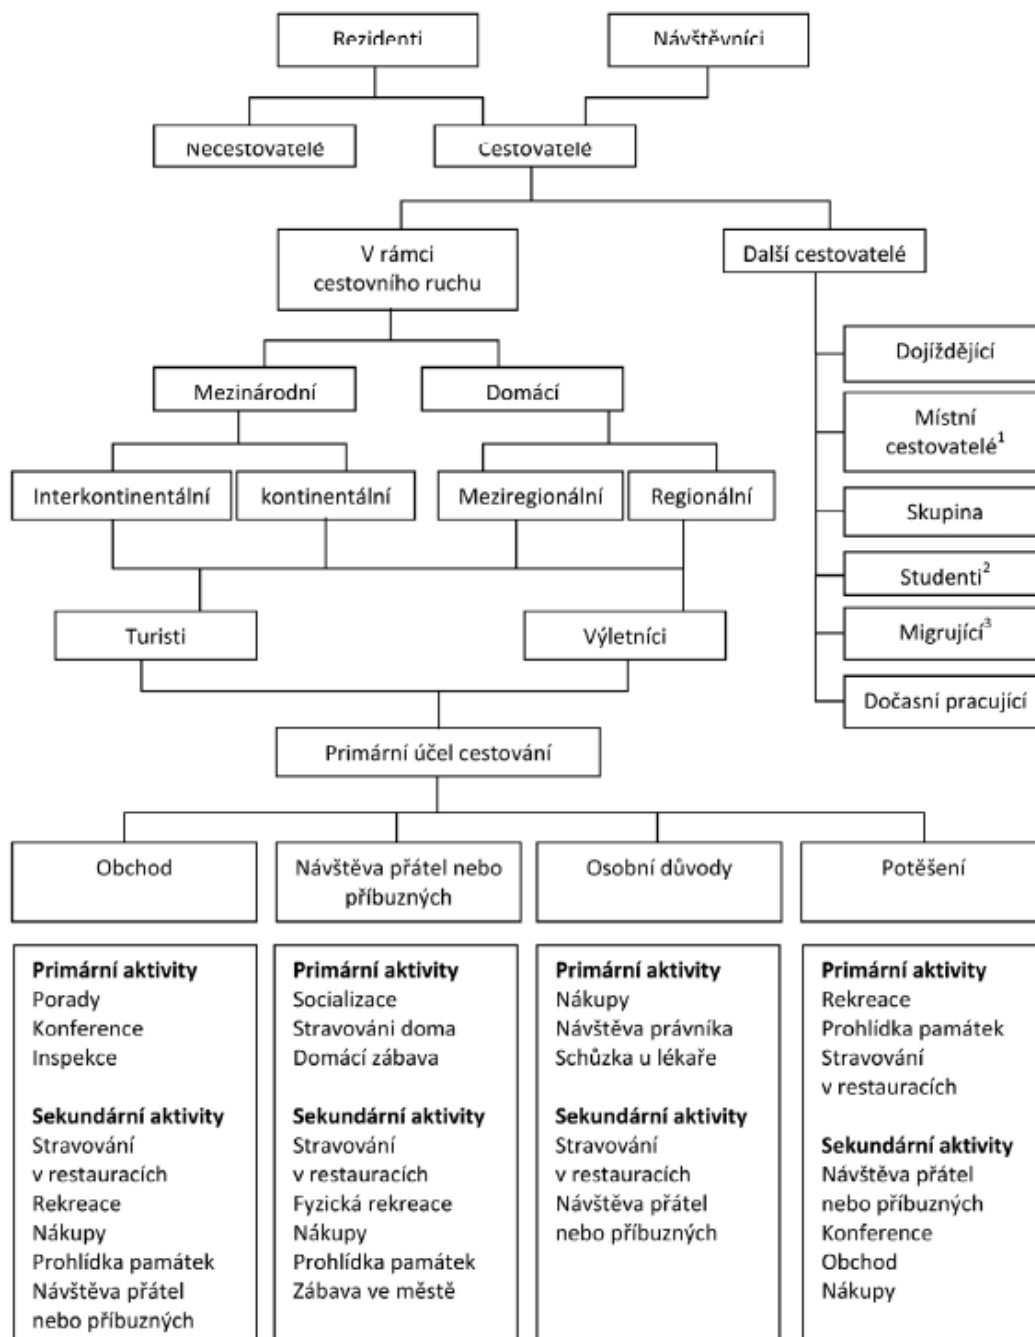 Rezidenti
Návštěvníci
Necestovatelé
Cestovatelé
V rámci
cestovního ruchu
Další cestovatelé
Mezinárodní
Domácí
Interkontinentální
kontinentální
Meziregionální
Regionální
Turisti
Výletníci
Dojíždějící
Místní
cestovatelé¹
Skupina
Studenti²
Migrující³
Dočasní pracující
Primární účel cestování
Obchod
Návštěva přátel nebo
příbuzných
Osobní důvody
Potěšení
Primární aktivity
Porady
Konference
Inspekce
Sekundární aktivity
Stravování
v restauracích
Rekreace
Nákupy
Prohlídka památek
Návštěva přátel
nebo příbuzných
Primární aktivity
Socializace
Stravováni doma
Domácí zábava
Sekundární aktivity
Stravování
v restauracích
Fyzická rekreace
Nákupy
Prohlídka památek
Zábava ve městě
Primární aktivity
Nákupy
Návštěva právníka
Schůzka u lékaře
Sekundární aktivity
Stravování
v restauracích
Návštěva přátel
nebo příbuzných
Primární aktivity
Rekreace
Prohlídka památek
Stravování
v restauracích
Sekundární aktivity
Návštěva přátel
nebo příbuzných
Konference
Obchod
Nákupy